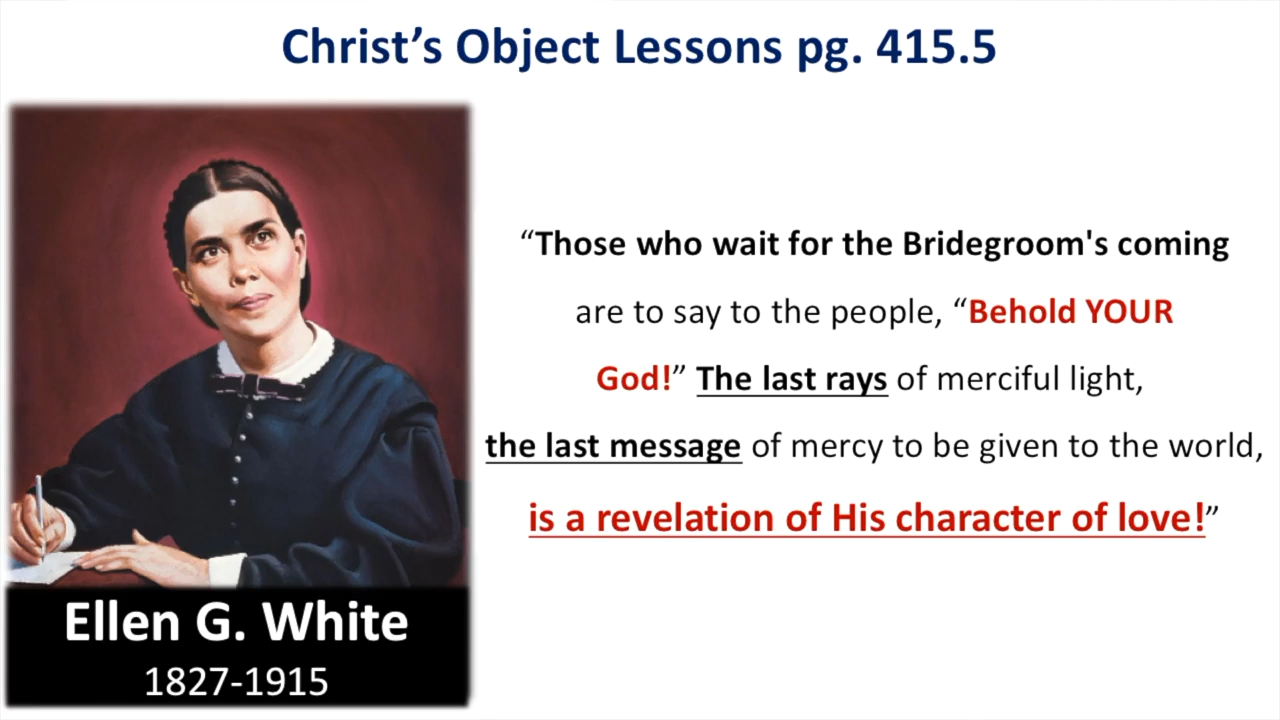 Christ’s Object Lessons pg. 415.5
“Those who wait for the Bridegroom's coming
are to say to the people, “Behold YOUR
God!” The last rays of merciful light,
the last message of mercy to be given to the world,
is a revelation of His character of love!”
Ellen G. White
1827-1915